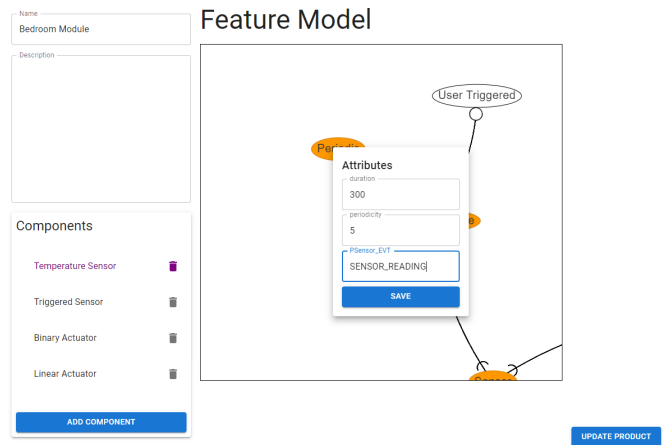 Name
Bedroom Module
Description
Components
Temperature Sensor
Triggered Sensor
Binary Actuator
Linear Actuator
ADD COMPONENT
Feature Model
User Triggered
Attributes
duration
300
periodicity
5
PSensor_EVT
SENSOR_READING
SAVE
UPDATE PRODUCT